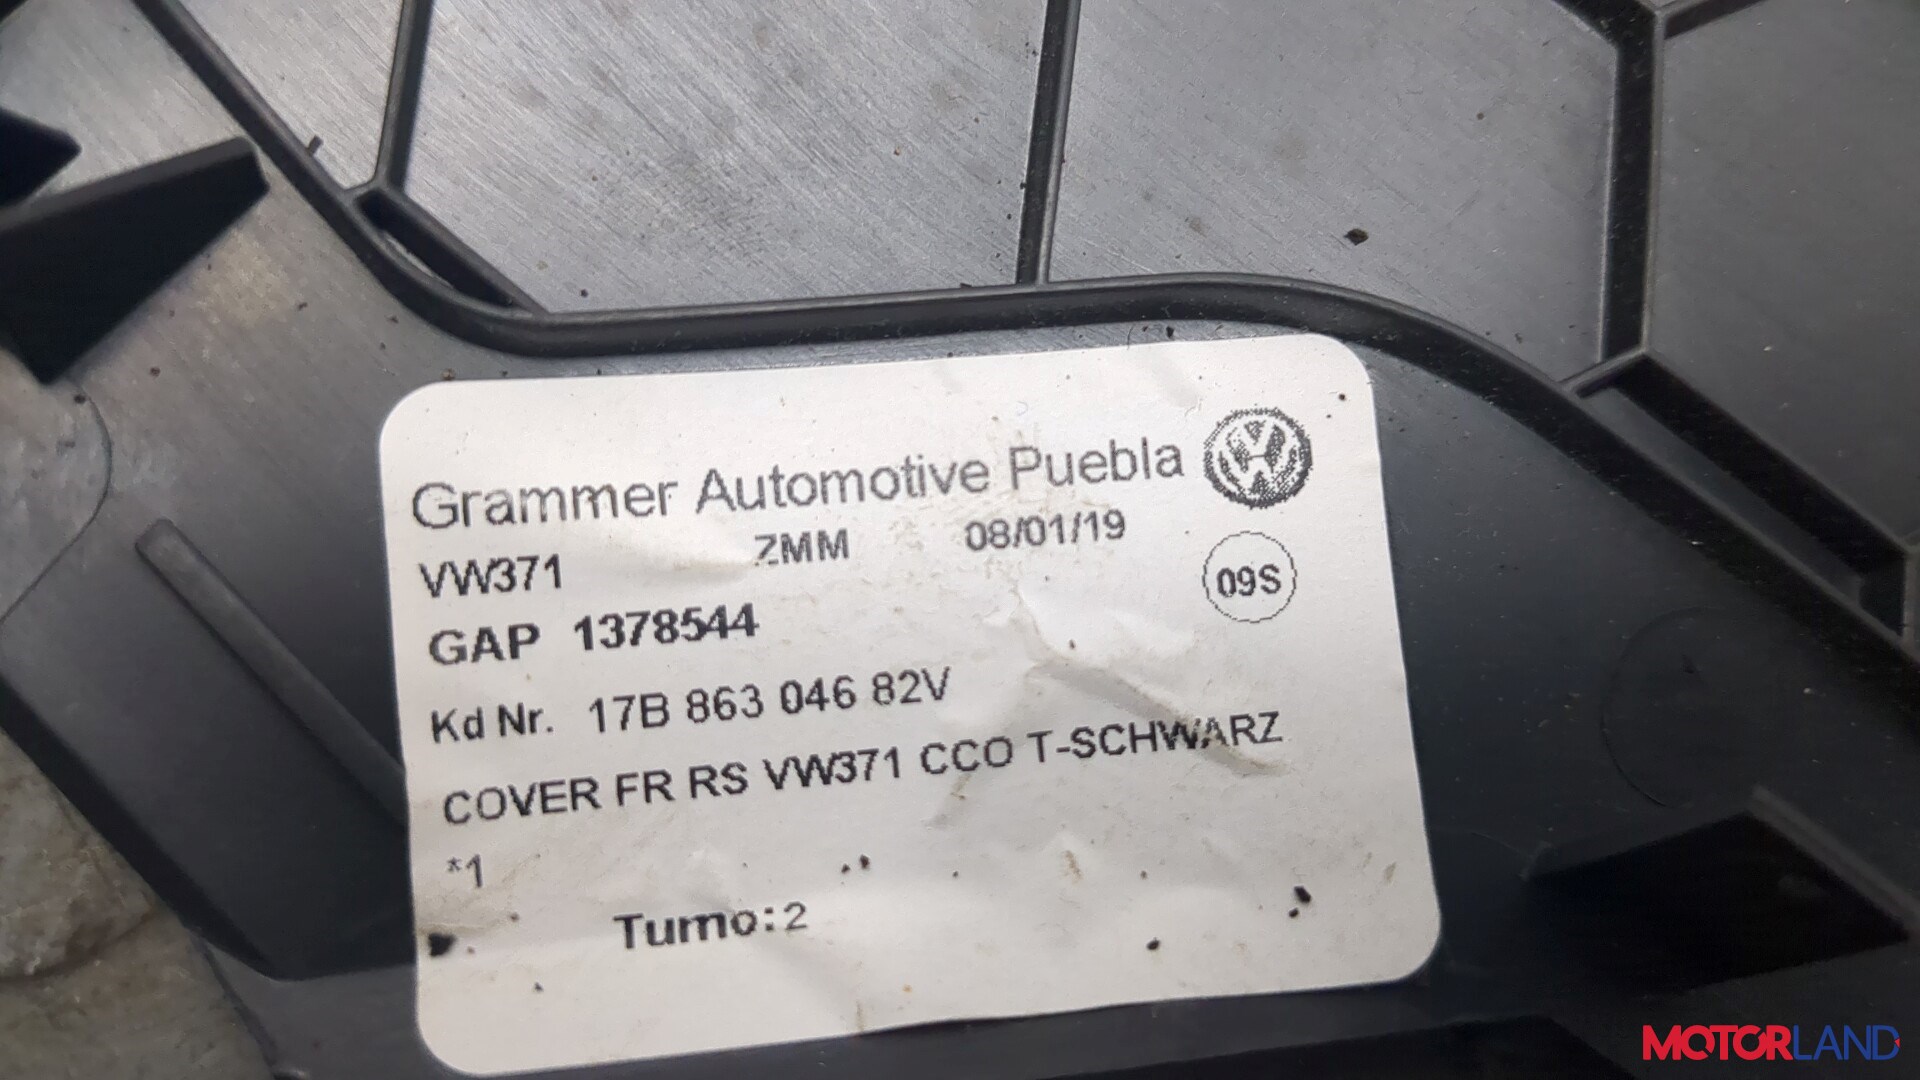 Grammer Automotive Puebla
VW371 ZMM 08/01/19
09S
GAP 1378544
Kd Nr. 17B 863 046 82V
COVER FR RS VW371 CCO T-SCHWARZ
*1
Turno:2
MOTORLAND